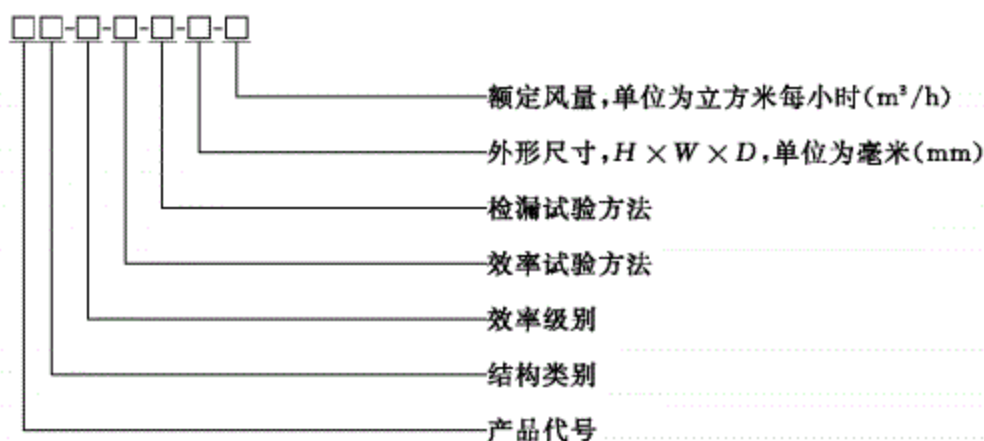 □□-□-□-□-□-□
额定风量,单位为立方米每小时(m³/h)
外形尺寸,H×W×D,单位为毫米(mm)
检漏试验方法
效率试验方法
效率级别
结构类别
产品代号